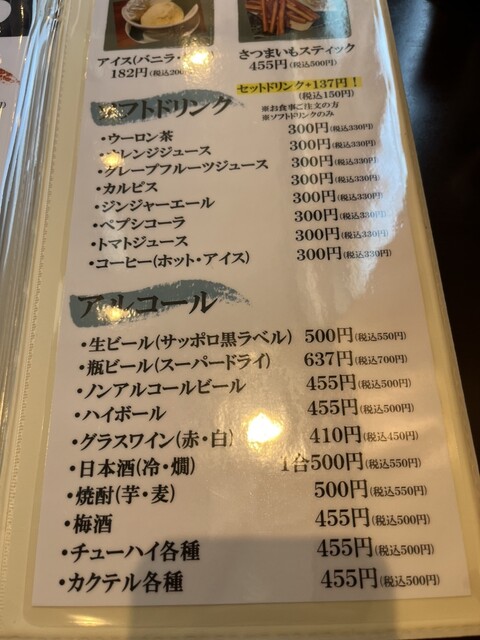 アイス(バニラ・
182円(税込200
さつまいもスティック
455円(税込500円)
セットドリンク+137円！
(税込150円)
※お食事ご注文の方
※ソフトドリンクのみ
ソフトドリンク
・ウーロン茶 300円(税込330円)
・オレンジジュース 300円(税込330円)
・グレープフルーツジュース 300円(税込330円)
・カルピス 300円(税込330円)
・ジンジャーエール 300円(税込330円)
・ペプシコーラ 300円(税込330円)
・トマトジュース 300円(税込330円)
・コーヒー(ホット・アイス) 300円(税込330円)
アルコール
・生ビール(サッポロ黒ラベル) 500円(税込550円)
・瓶ビール(スーパードライ) 637円(税込700円)
・ノンアルコールビール 455円(税込500円)
・ハイボール 455円(税込500円)
・グラスワイン(赤・白) 410円(税込450円)
・日本酒(冷・燗) 1合500円(税込550円)
・焼酎(芋・麦) 500円(税込550円)
・梅酒 455円(税込500円)
・チューハイ各種 455円(税込500円)
・カクテル各種 455円(税込500円)